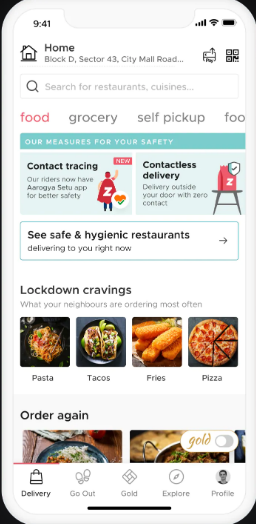 9:41
Home
Block D, Sector 43, City Mall Road...
Search for restaurants, cuisines...
food grocery self pickup foo
OUR MEASURES FOR YOUR SAFETY
Contact tracing
NEW
Our riders now have
Aarogya Setu app
for better safety
Z
Contactless
delivery
Delivery outside
your door with zero
contact
Z
See safe & hygienic restaurants
delivering to you right now
Lockdown cravings
What your neighbours are ordering most often
Pasta Tacos Fries Pizza
Order again
gold
Delivery Go Out Gold Explore Profile